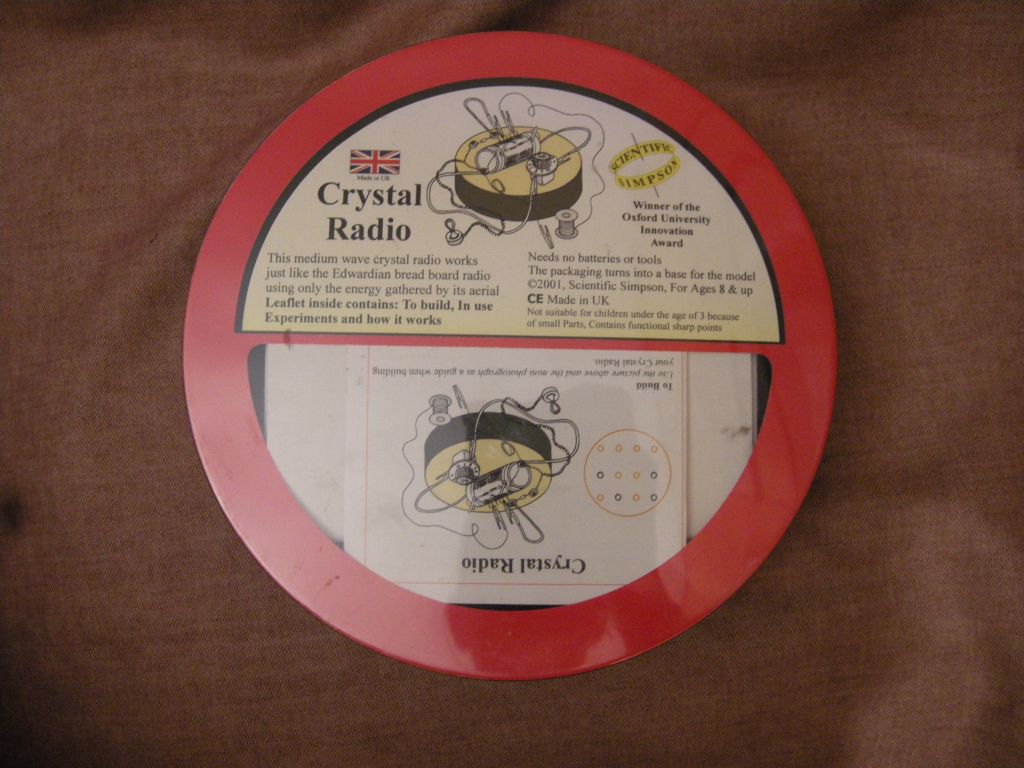 Made in UK
Crystal
Radio
SCIENTIFIC
SIMPSON
Winner of the
Oxford University
Innovation
Award
This medium wave crystal radio works
just like the Edwardian bread board radio
using only the energy gathered by its aerial
Leaflet inside contains: To build, In use
Experiments and how it works
Needs no batteries or tools
The packaging turns into a base for the model
©2001, Scientific Simpson, For Ages 8 & up
CE Made in UK
Not suitable for children under the age of 3 because
of small Parts, Contains functional sharp points
Crystal Radio
To Build
Use the picture above and the mini photograph as a guide when building
your Crystal Radio.